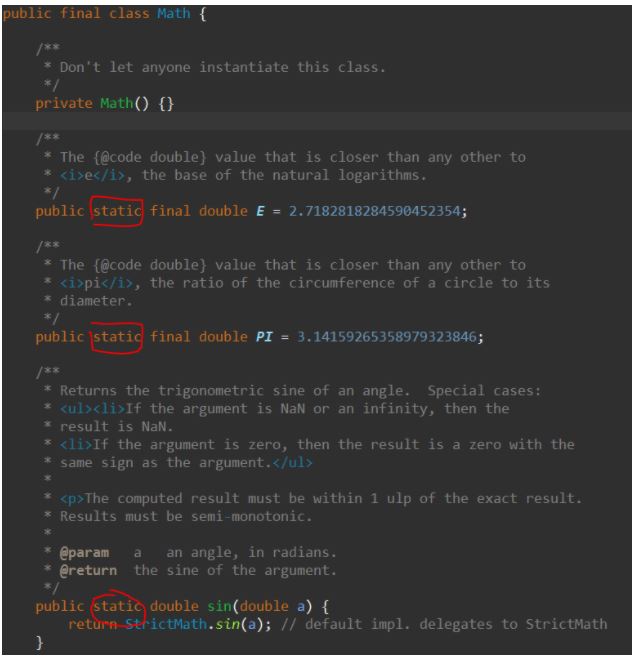 public final class Math {
/**
* Don't let anyone instantiate this class.
*/
private Math() {}
/**
* The {@code double} value that is closer than any other to
* <i>e</i>, the base of the natural logarithms.
*/
public static final double E = 2.7182818284590452354;
/**
* The {@code double} value that is closer than any other to
* <i>pi</i>, the ratio of the circumference of a circle to its
* diameter.
*/
public static final double PI = 3.14159265358979323846;
/**
* Returns the trigonometric sine of an angle.  Special cases:
* <ul><li>If the argument is NaN or an infinity, then the
* result is NaN.
* <li>If the argument is zero, then the result is a zero with the
* same sign as the argument.</ul>
*
* <p>The computed result must be within 1 ulp of the exact result.
* Results must be semi-monotonic.
*
* @param   a   an angle, in radians.
* @return  the sine of the argument.
*/
public static double sin(double a) {
return StrictMath.sin(a); // default impl. delegates to StrictMath
}